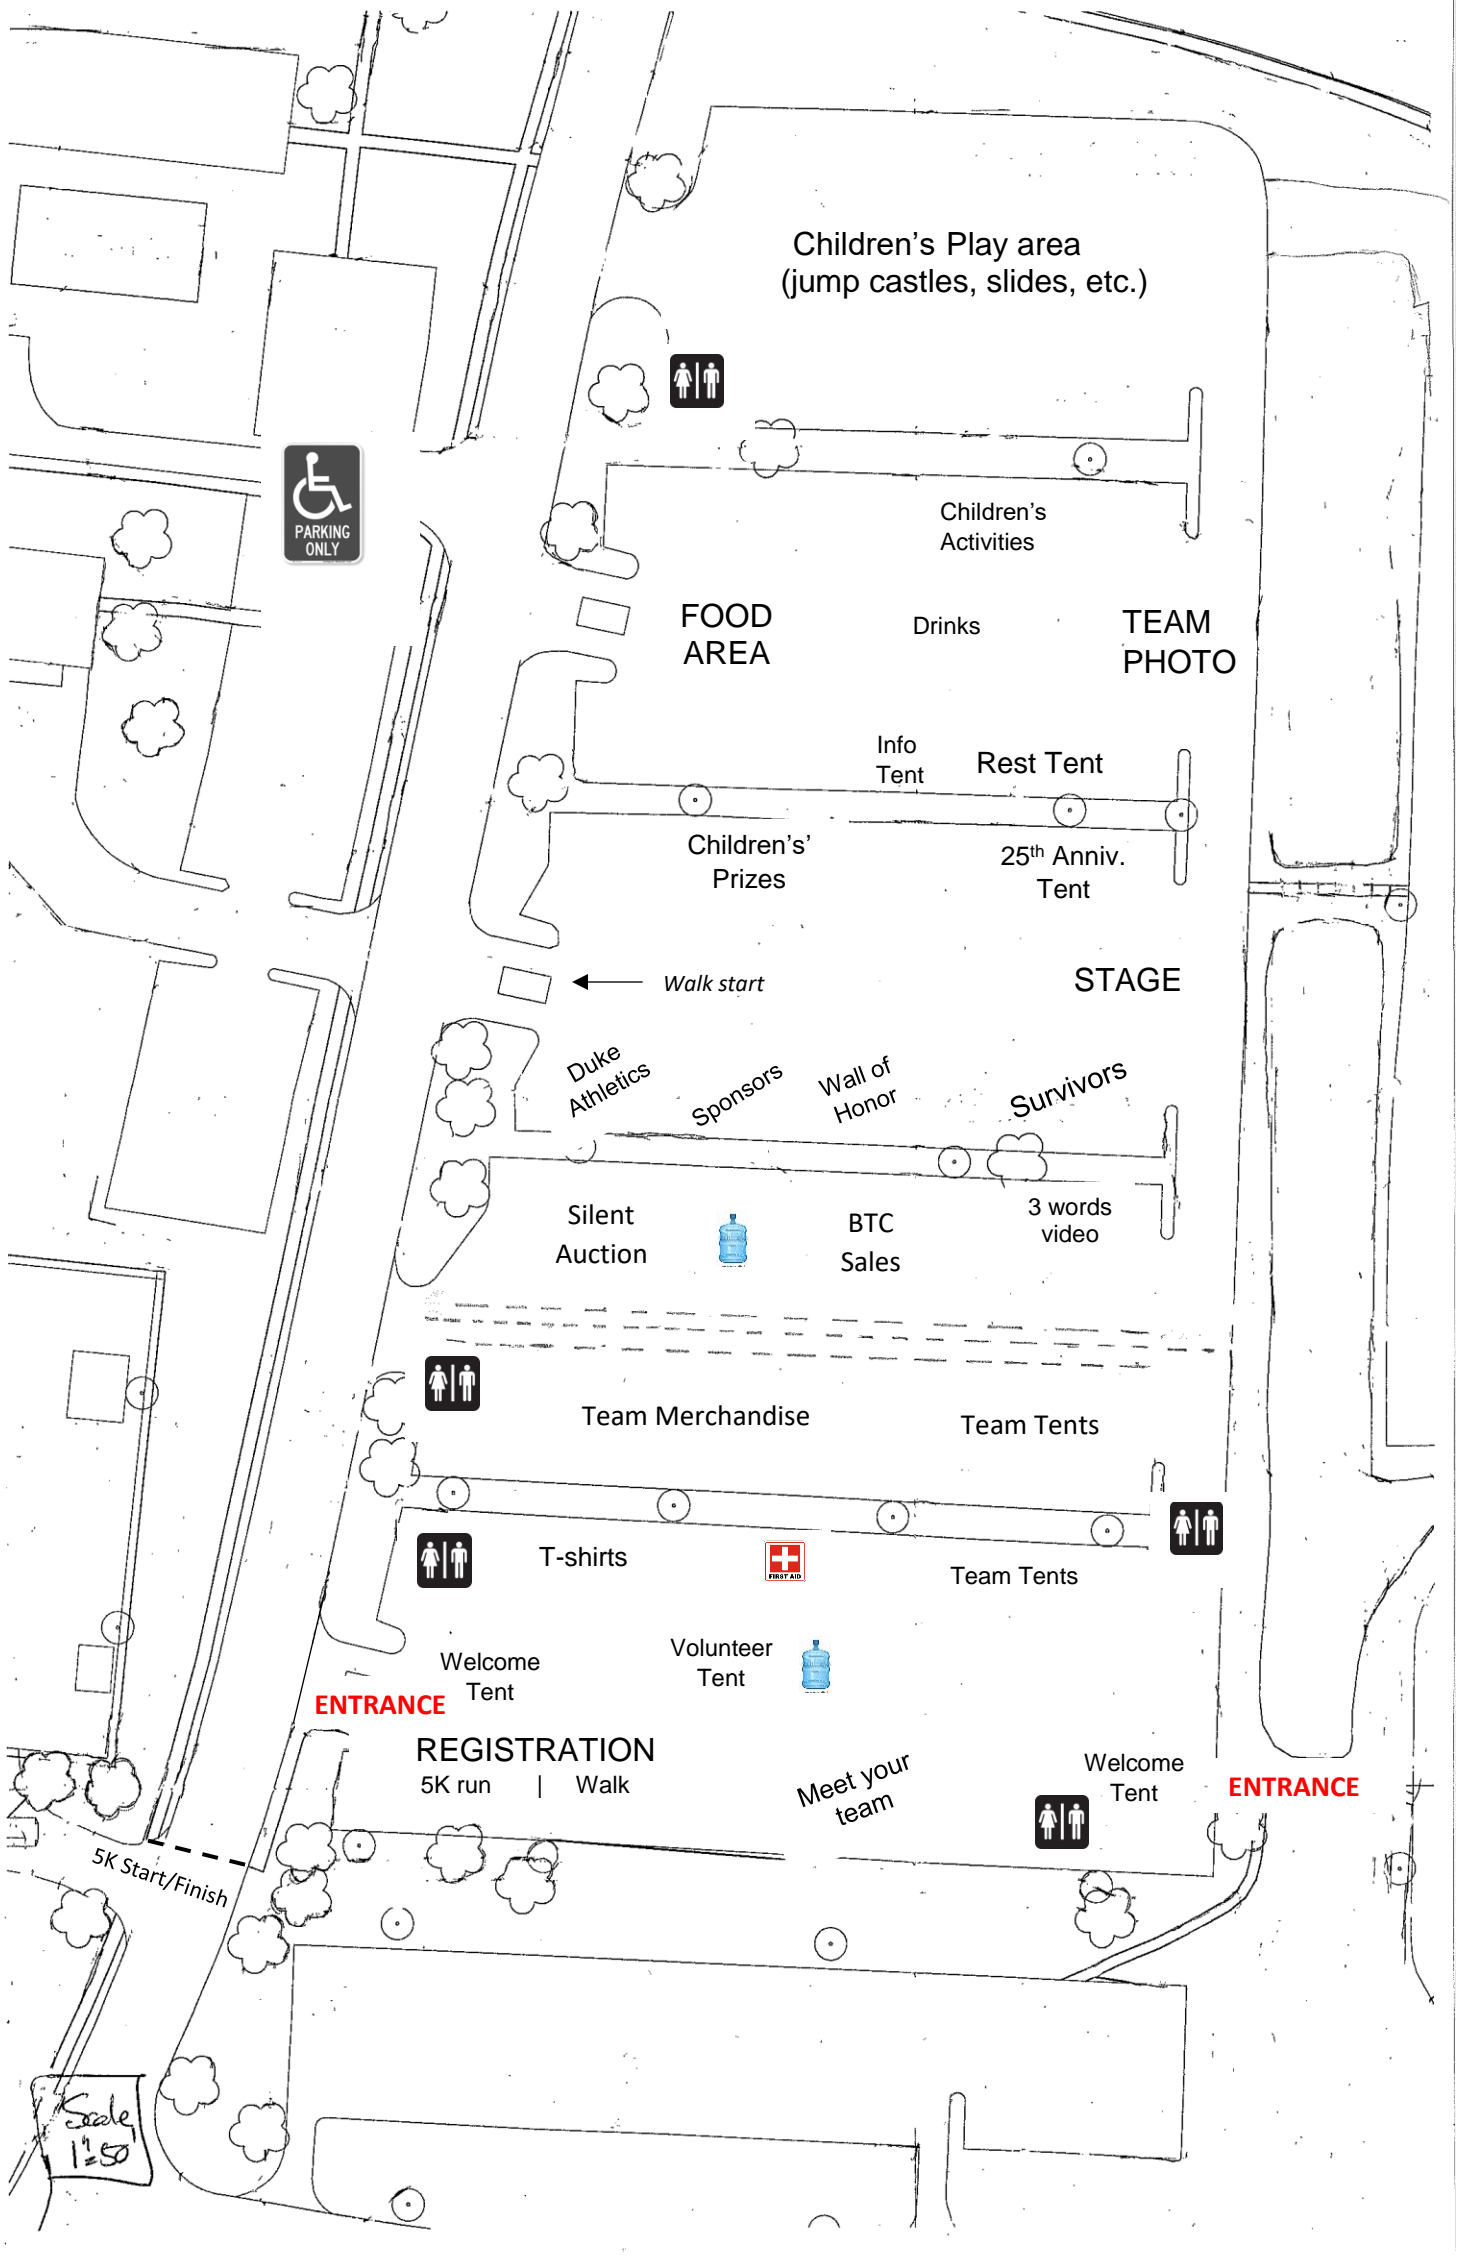 Children’s Play area
(jump castles, slides, etc.)
PARKING
ONLY
Children’s
Activities
FOOD
AREA
Drinks
TEAM
PHOTO
Info
Tent
Rest Tent
Children’s’
Prizes
25th Anniv.
Tent
Walk start
STAGE
Duke
Athletics
Sponsors
Wall of
Honor
Survivors
Silent
Auction
BTC
Sales
3 words
video
Team Merchandise
Team Tents
T-shirts
FIRST AID
Team Tents
Welcome
Tent
Volunteer
Tent
ENTRANCE
REGISTRATION
5K run | Walk
Meet your
team
Welcome
Tent
ENTRANCE
5K Start/Finish
Scale
1"=50'